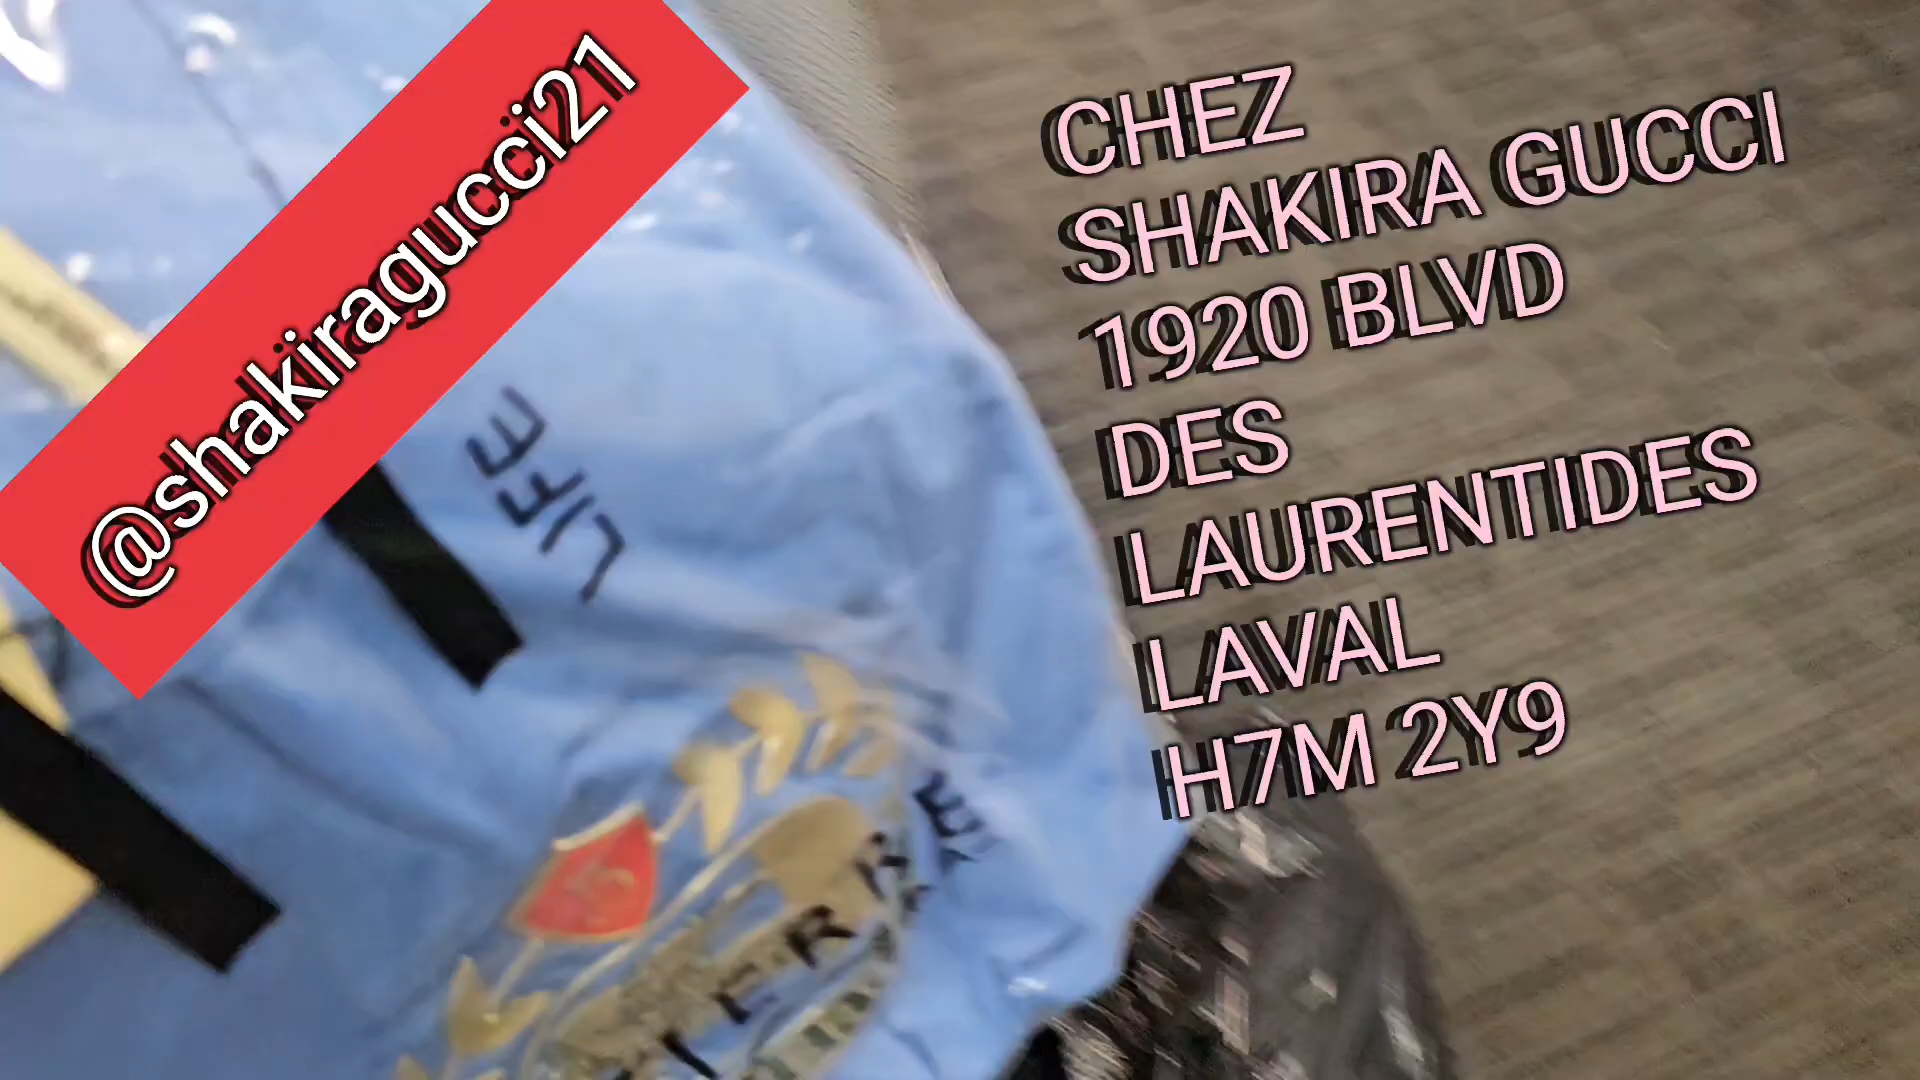 @shakiragucci21
CHEZ
SHAKIRA GUCCI
1920 BLVD
DES
LAURENTIDES
LAVAL
H7M 2Y9
LIFE